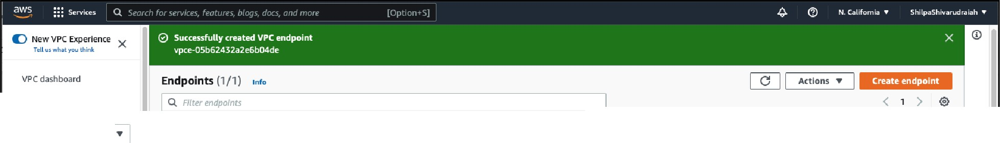 aws Services Search for services, features, blogs, docs, and more [Option+S] N. California ShilpaShivarudraiah
New VPC Experience
Tell us what you think
VPC dashboard
Successfully created VPC endpoint
vpce-05b62432a2e6b04de
Endpoints (1/1) Info Actions Create endpoint
Filter endpoints 1